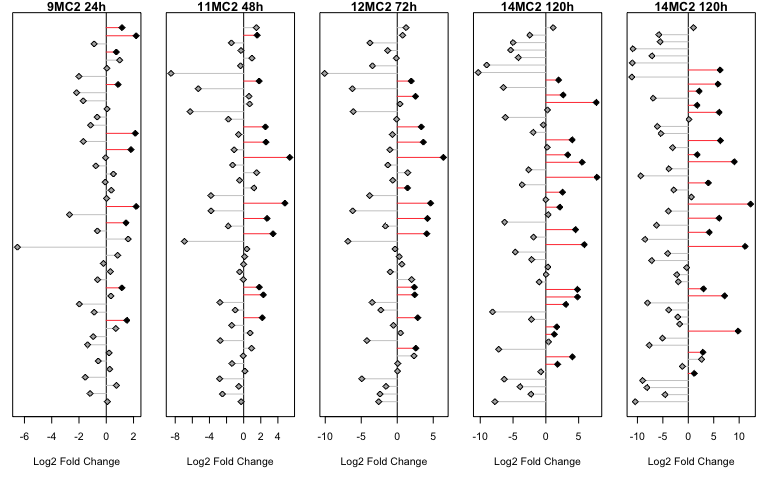 9MC2 24h 11MC2 48h 12MC2 72h 14MC2 120h 14MC2 120h
-6 -4 -2 0 2 -8 -6 -4 -2 0 2 4 -10 -5 0 5 -10 -5 0 5 -10 -5 0 5 10
Log2 Fold Change Log2 Fold Change Log2 Fold Change Log2 Fold Change Log2 Fold Change